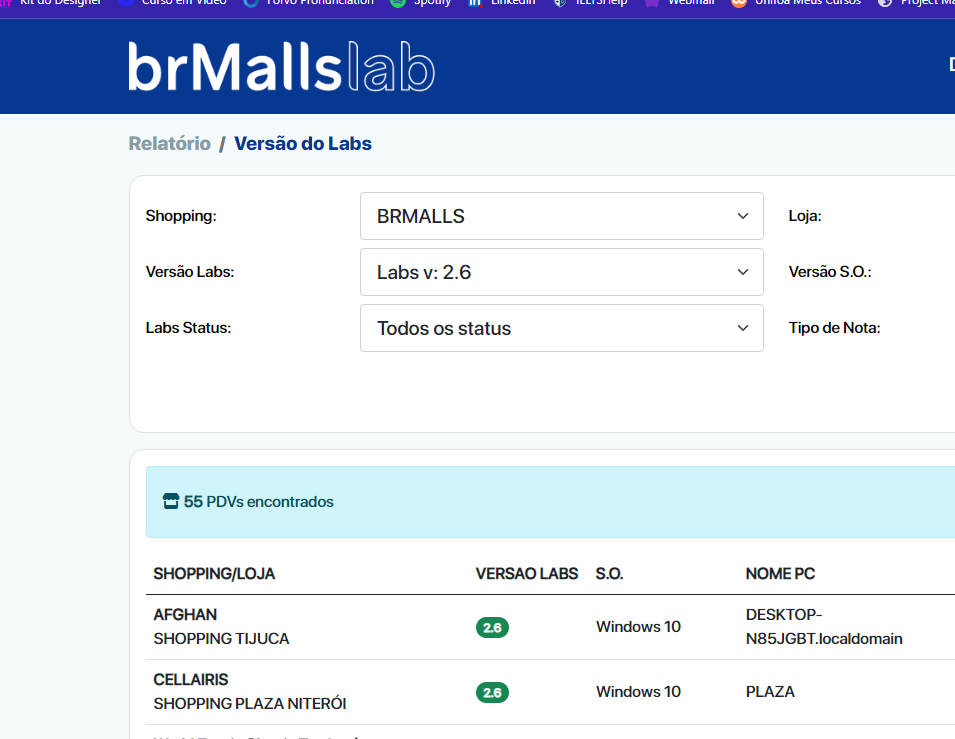 Kit do Designer Curso em Vídeo Forvo Pronunciation Spotify LinkedIn IELTSHelp Webmail Unifoa Meus Cursos
brMallslab
Relatório / Versão do Labs
Shopping: BRMALLS Loja:
Versão Labs: Labs v: 2.6 Versão S.O.:
Labs Status: Todos os status Tipo de Nota:
55 PDVs encontrados
SHOPPING/LOJA VERSAO LABS S.O. NOME PC
AFGHAN
SHOPPING TIJUCA 2.6 Windows 10 DESKTOP-
N85JGBT.localdomain
CELLAIRIS
SHOPPING PLAZA NITERÓI 2.6 Windows 10 PLAZA